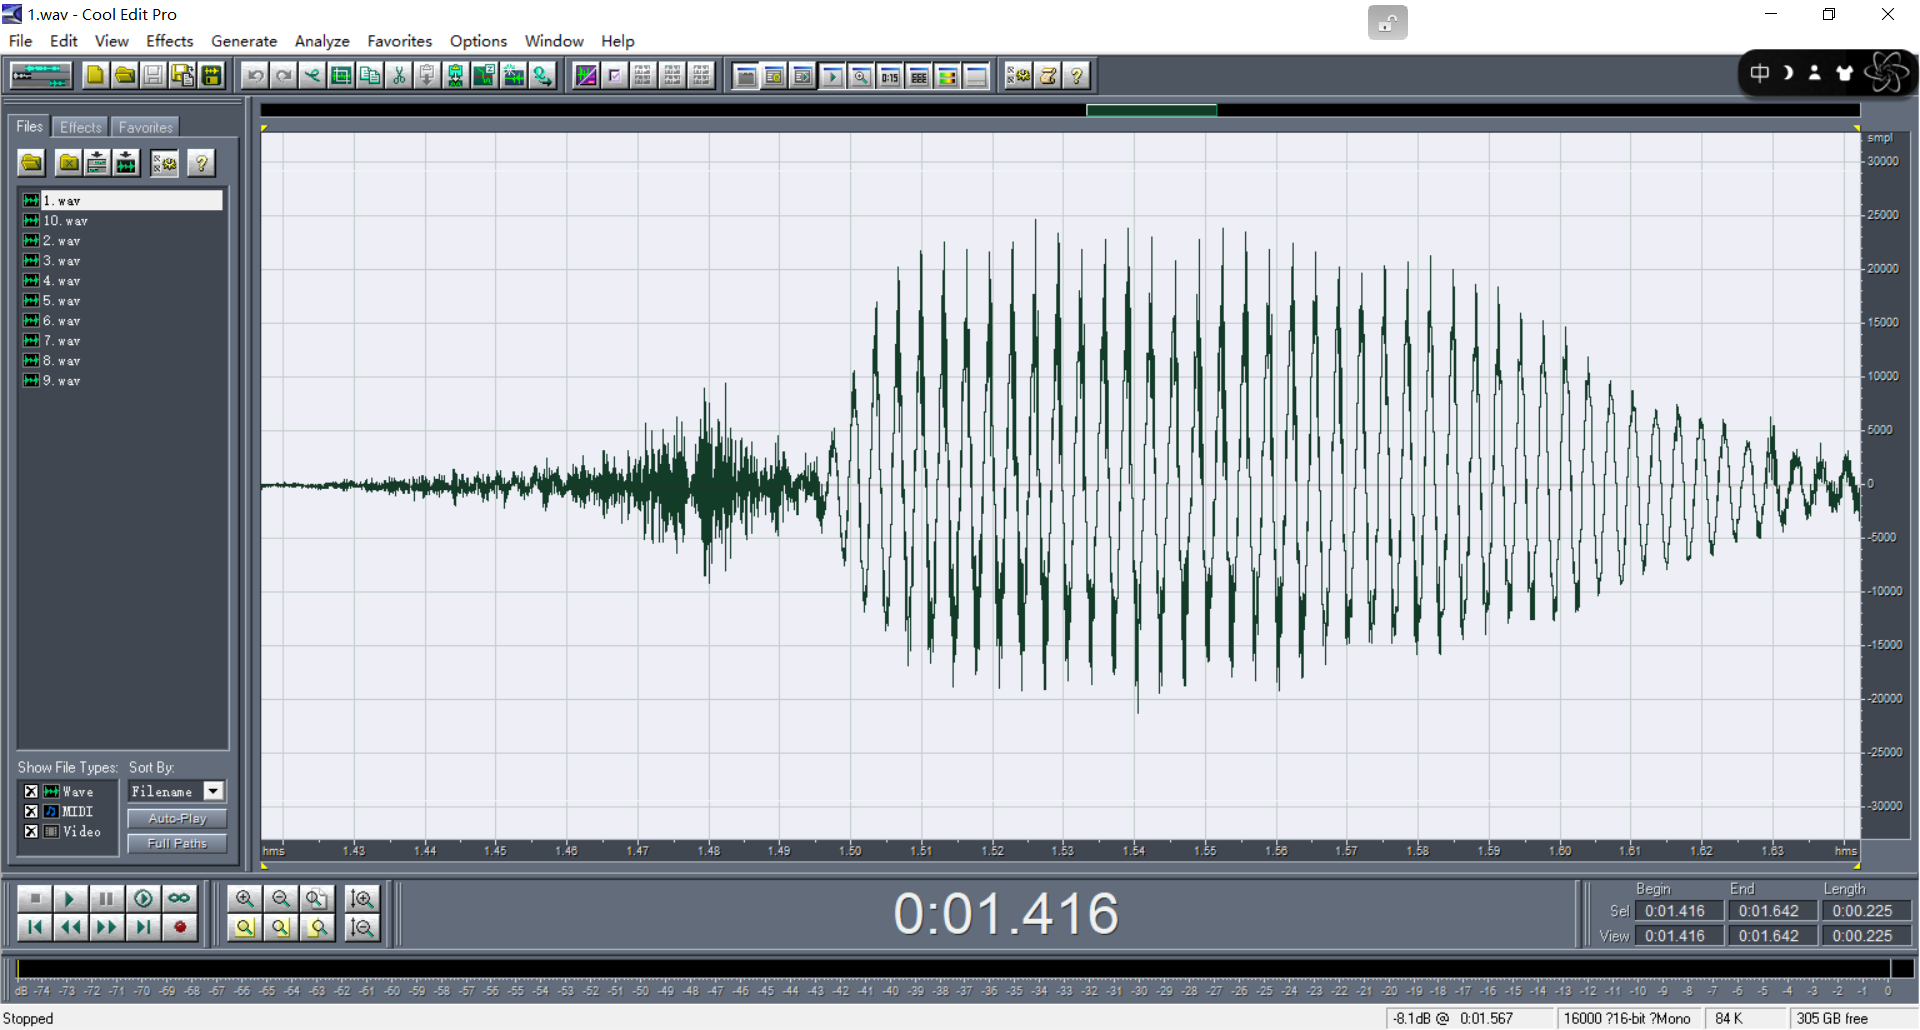 1.wav - Cool Edit Pro
File Edit View Effects Generate Analyze Favorites Options Window Help
0:15
中
Files Effects Favorites
1.wav
10.wav
2.wav
3.wav
4.wav
5.wav
6.wav
7.wav
8.wav
9.wav
Show File Types: Sort By:
Wave Filename
MIDI Auto-Play
Video Full Paths
smpl
30000
25000
20000
15000
10000
5000
0
-5000
-10000
-15000
-20000
-25000
-30000
hms 1.43 1.44 1.45 1.46 1.47 1.48 1.49 1.50 1.51 1.52 1.53 1.54 1.55 1.56 1.57 1.58 1.59 1.60 1.61 1.62 1.63 hms
0:01.416
Begin End Length
Sel 0:01.416 0:01.642 0:00.225
View 0:01.416 0:01.642 0:00.225
dB -74 -73 -72 -71 -70 -69 -68 -67 -66 -65 -64 -63 -62 -61 -60 -59 -58 -57 -56 -55 -54 -53 -52 -51 -50 -49 -48 -47 -46 -45 -44 -43 -42 -41 -40 -39 -38 -37 -36 -35 -34 -33 -32 -31 -30 -29 -28 -27 -26 -25 -24 -23 -22 -21 -20 -19 -18 -17 -16 -15 -14 -13 -12 -11 -10 -9 -8 -7 -6 -5 -4 -3 -2 -1 0
Stopped -8.1dB @ 0:01.567 16000 ?16-bit ?Mono 84 K 305 GB free